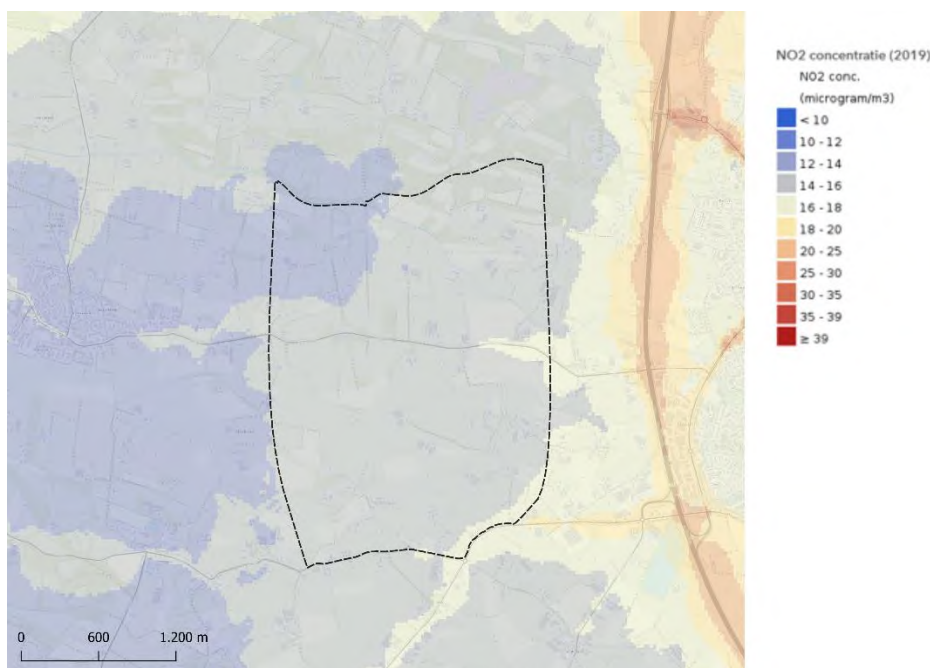 NO2 concentratie (2019)
NO2 conc.
(microgram/m3)
< 10
10 - 12
12 - 14
14 - 16
16 - 18
18 - 20
20 - 25
25 - 30
30 - 35
35 - 39
≥ 39
0 600 1.200 m